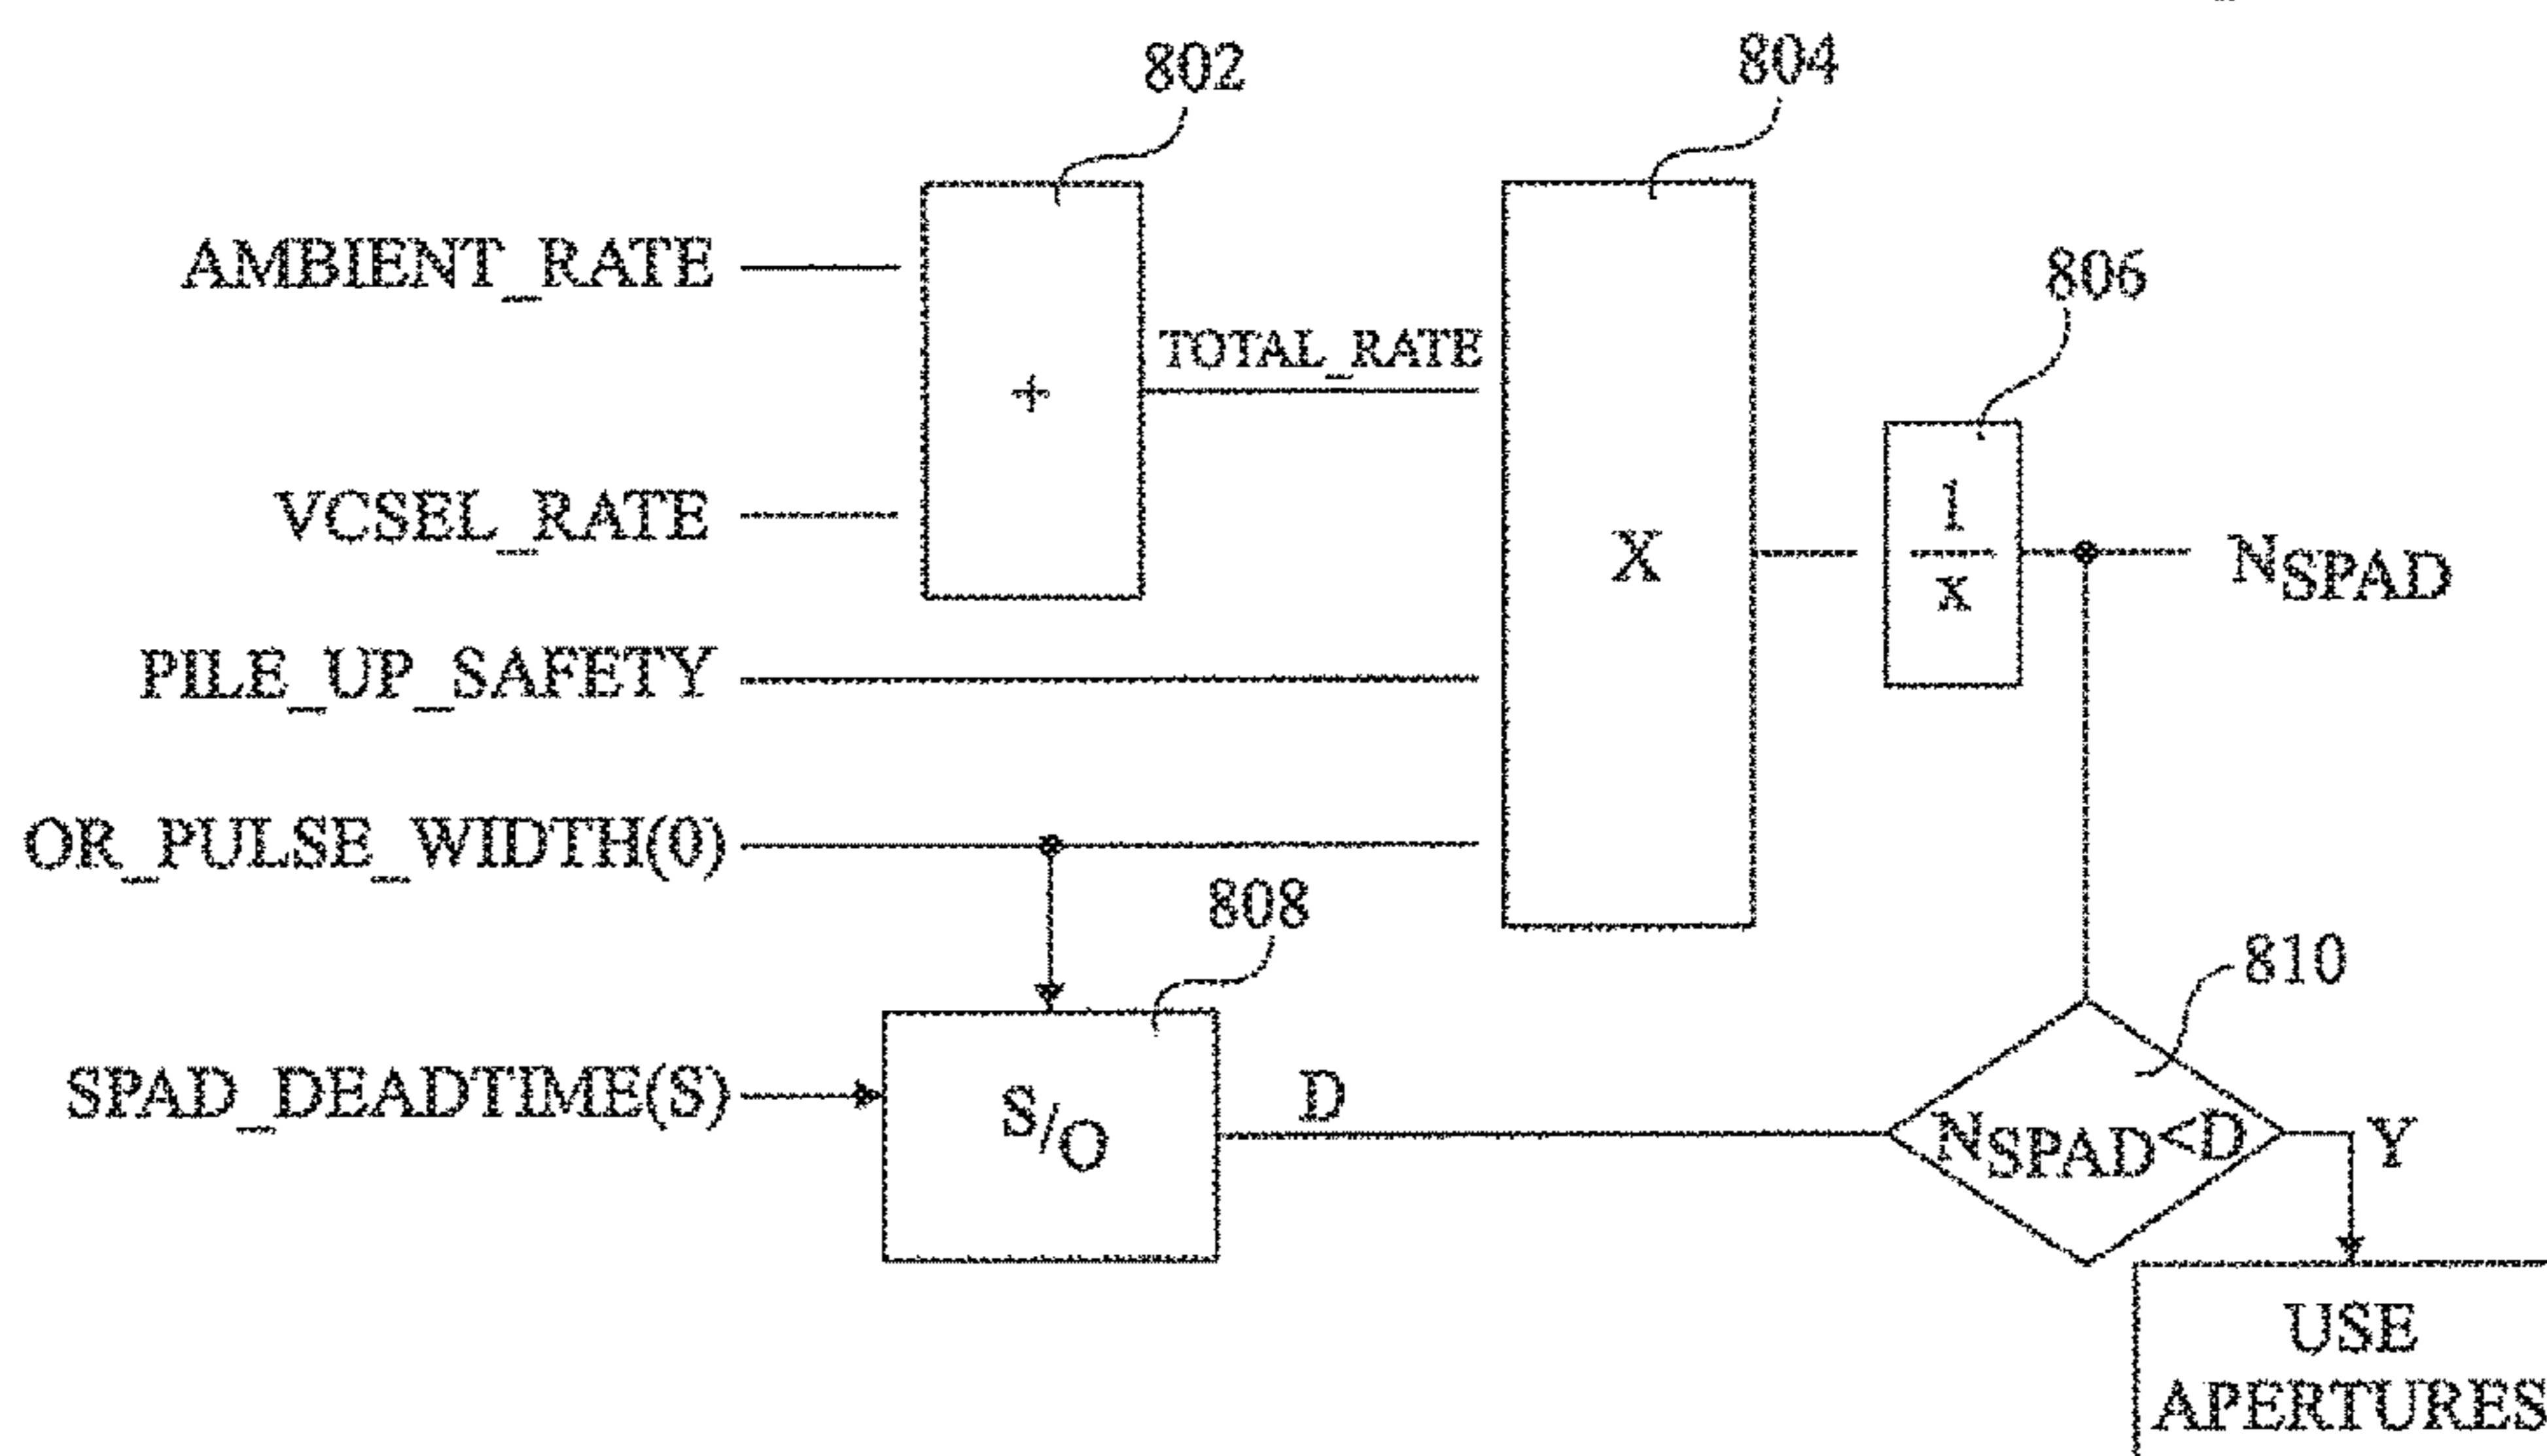 802
804
AMBIENT_RATE
806
TOTAL_RATE
+
VCSEL_RATE
X
1
x
NSPAD
PILE_UP_SAFETY
OR_PULSE_WIDTH(0)
808
810
SPAD_DEADTIME(S)
S/O
D
NSPAD<D
Y
USE
APERTURES